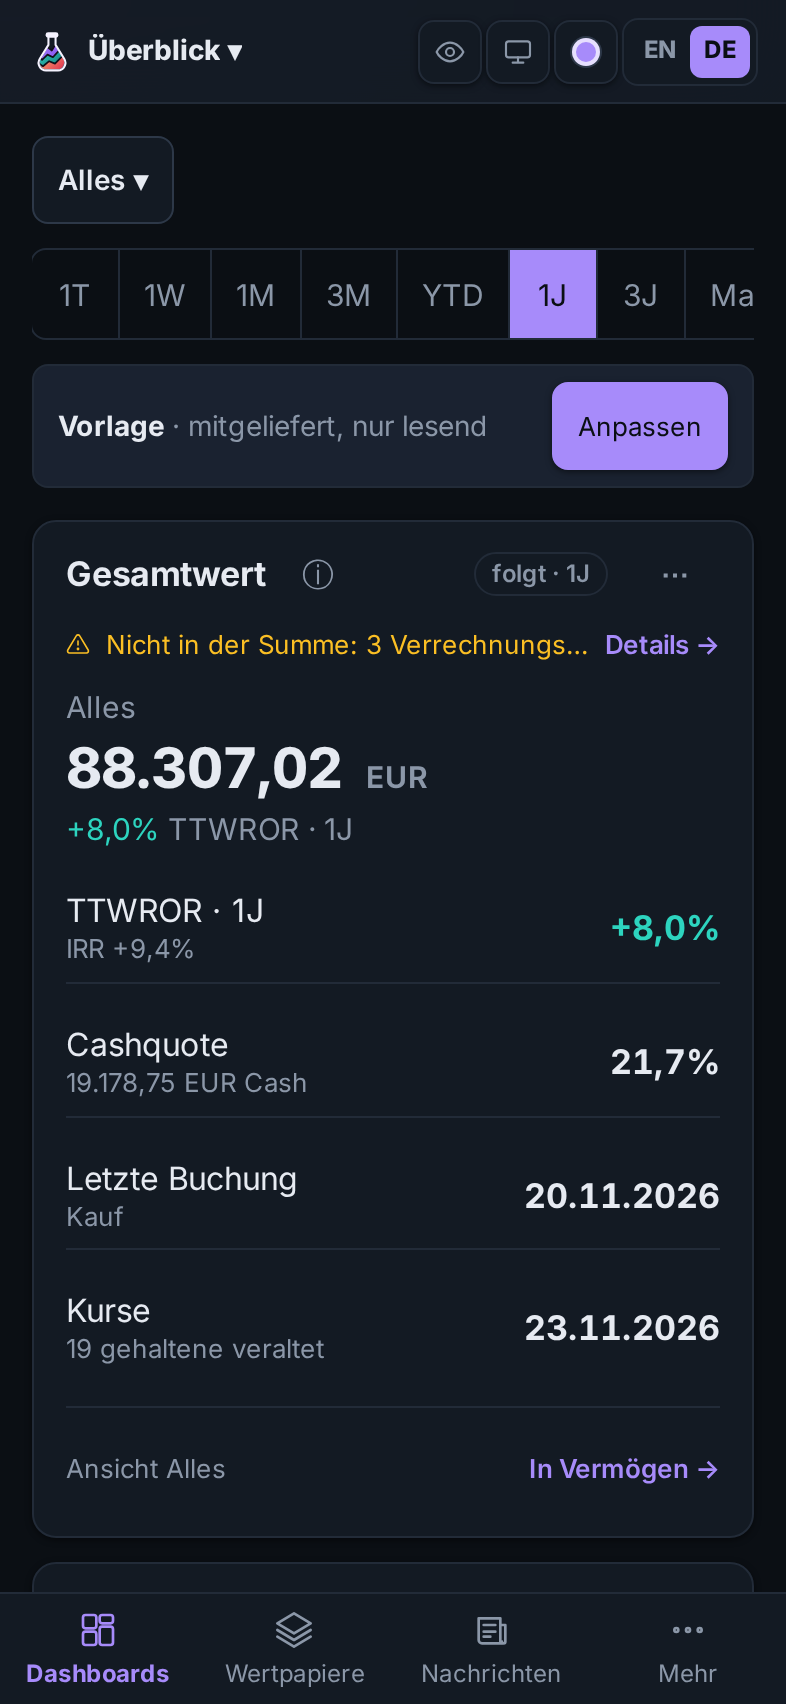 Überblick ▾
EN DE
Alles ▾
1T 1W 1M 3M YTD 1J 3J Ma
Vorlage · mitgeliefert, nur lesend Anpassen
Gesamtwert ⓘ folgt · 1J ...
⚠ Nicht in der Summe: 3 Verrechnungs... Details →
Alles
88.307,02 EUR
+8,0% TTWROR · 1J
TTWROR · 1J +8,0%
IRR +9,4%
Cashquote 21,7%
19.178,75 EUR Cash
Letzte Buchung 20.11.2026
Kauf
Kurse 23.11.2026
19 gehaltene veraltet
Ansicht Alles In Vermögen →
Dashboards Wertpapiere Nachrichten Mehr